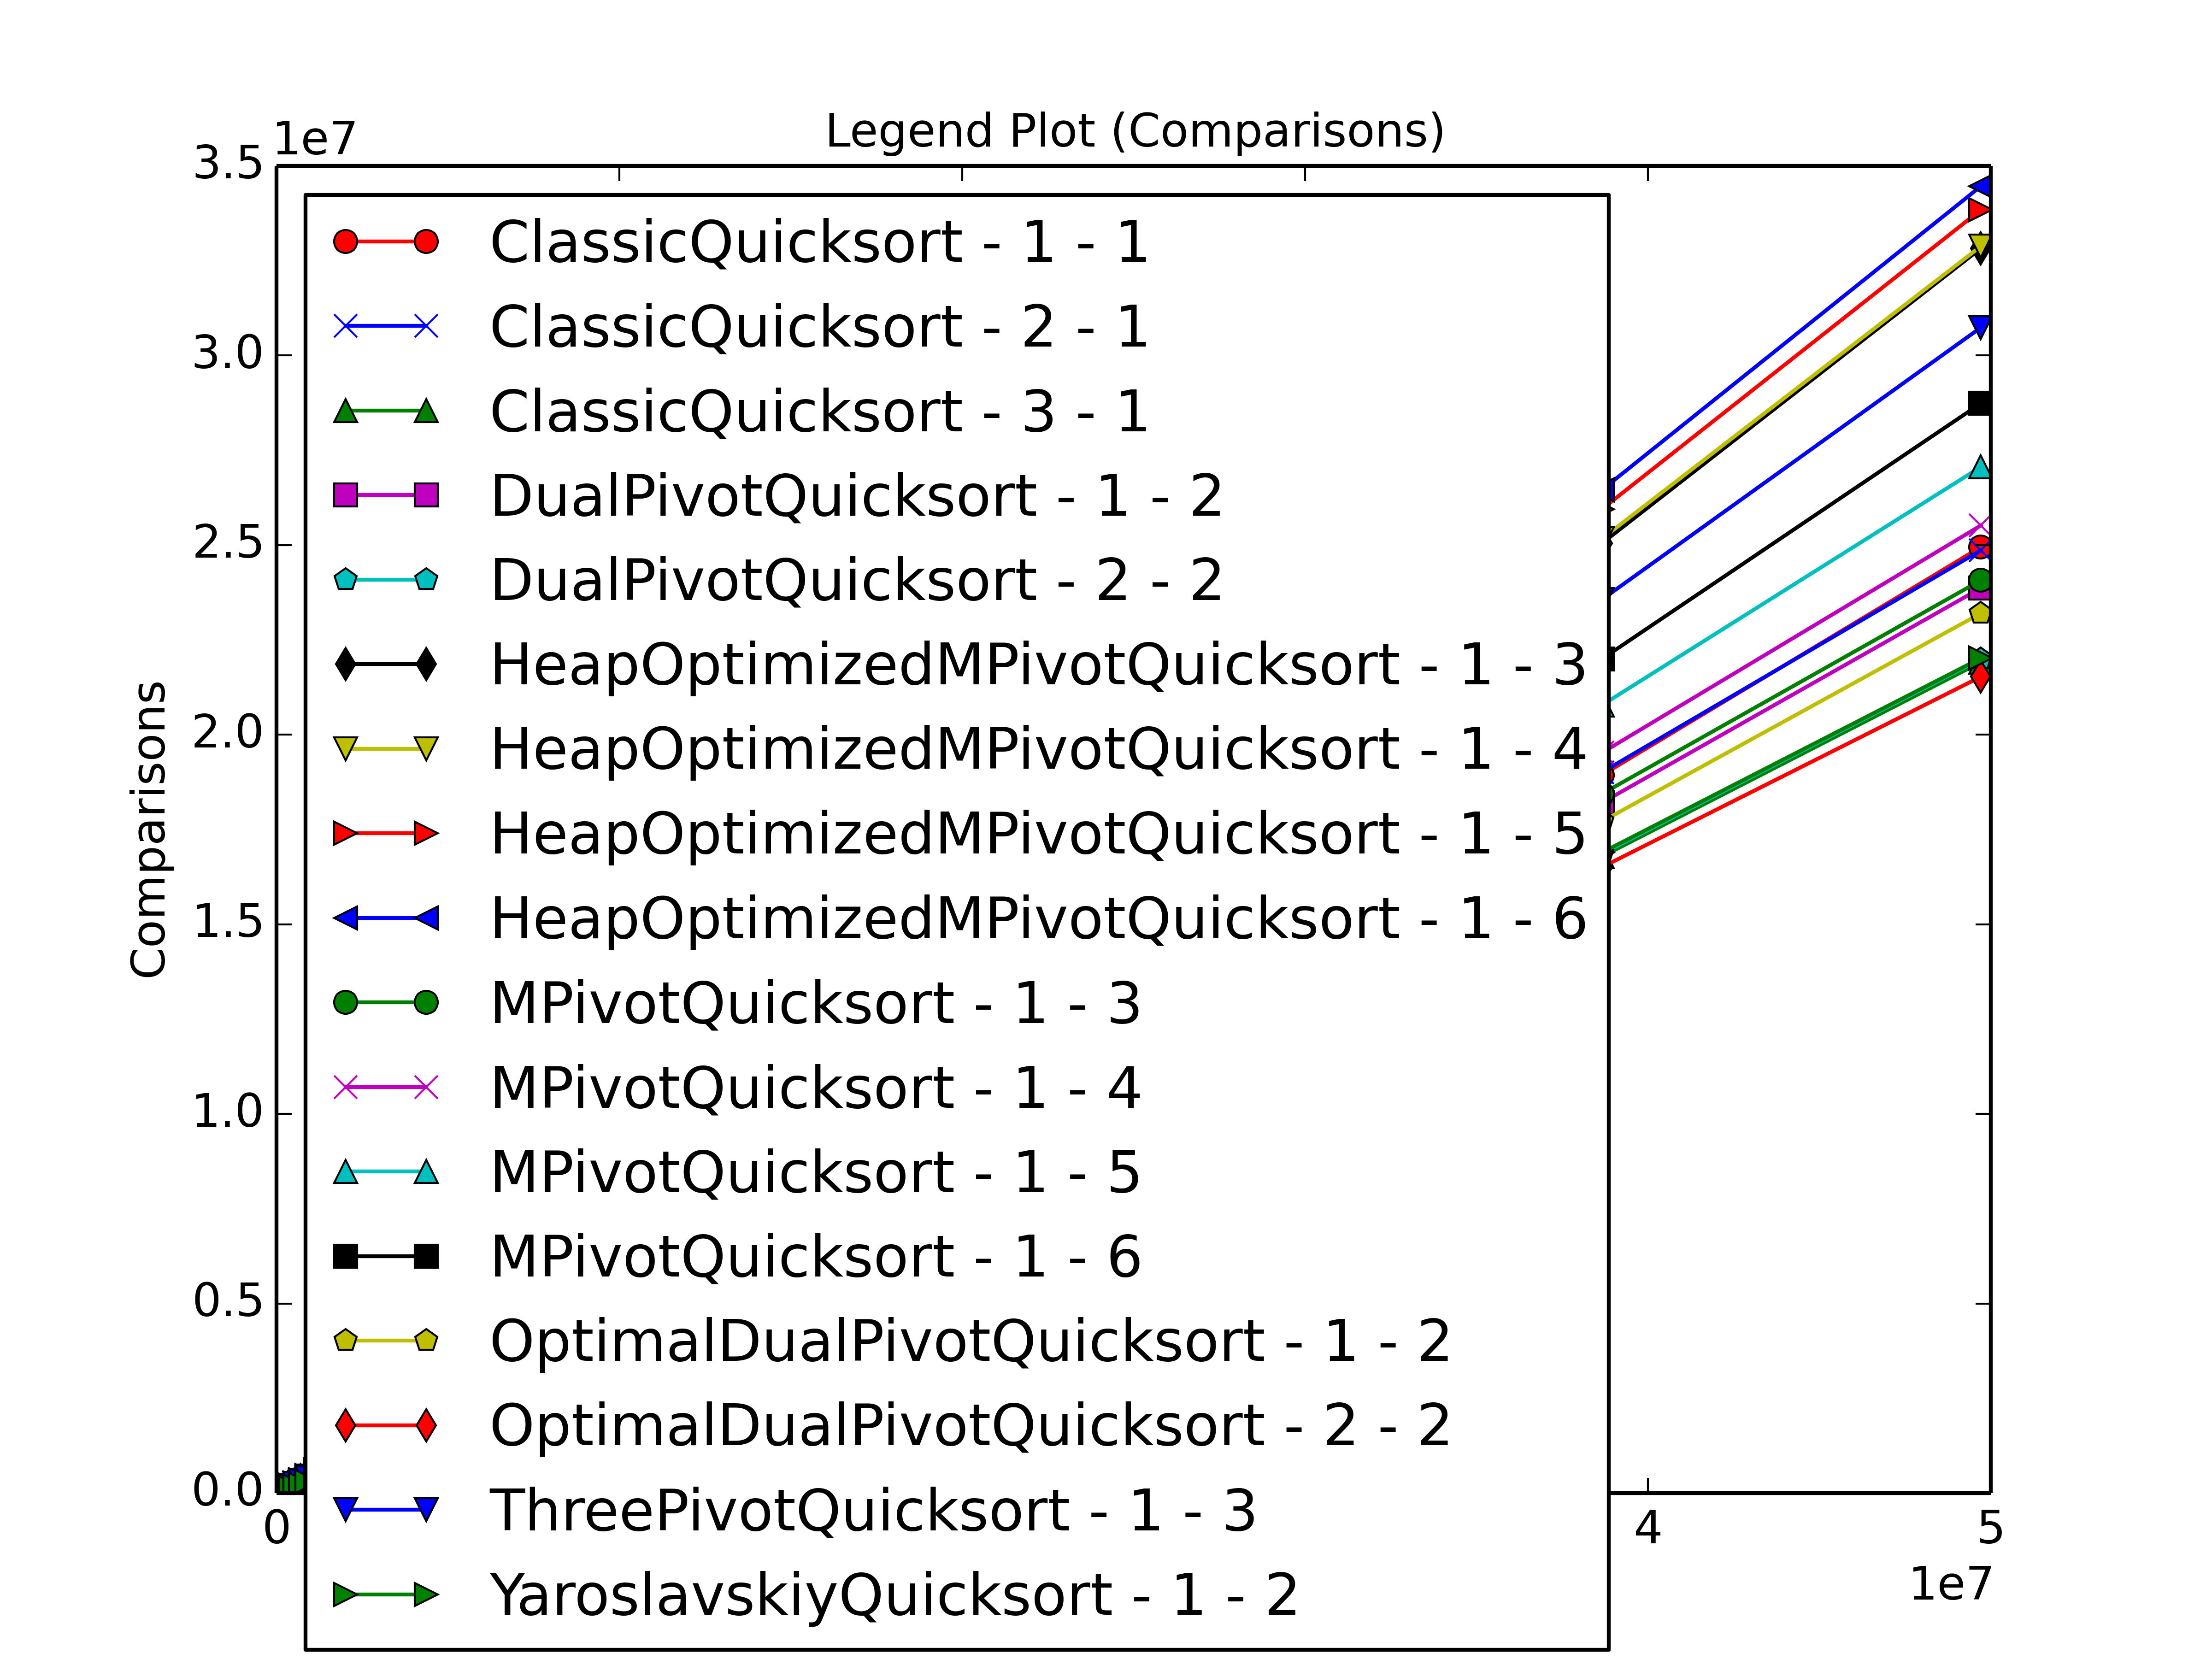 Legend Plot (Comparisons)
1e7
3.5
3.0
2.5
2.0
1.5
1.0
0.5
0.0
Comparisons
ClassicQuicksort - 1 - 1
ClassicQuicksort - 2 - 1
ClassicQuicksort - 3 - 1
DualPivotQuicksort - 1 - 2
DualPivotQuicksort - 2 - 2
HeapOptimizedMPivotQuicksort - 1 - 3
HeapOptimizedMPivotQuicksort - 1 - 4
HeapOptimizedMPivotQuicksort - 1 - 5
HeapOptimizedMPivotQuicksort - 1 - 6
MPivotQuicksort - 1 - 3
MPivotQuicksort - 1 - 4
MPivotQuicksort - 1 - 5
MPivotQuicksort - 1 - 6
OptimalDualPivotQuicksort - 1 - 2
OptimalDualPivotQuicksort - 2 - 2
ThreePivotQuicksort - 1 - 3
YaroslavskiyQuicksort - 1 - 2
0 4 5
1e7